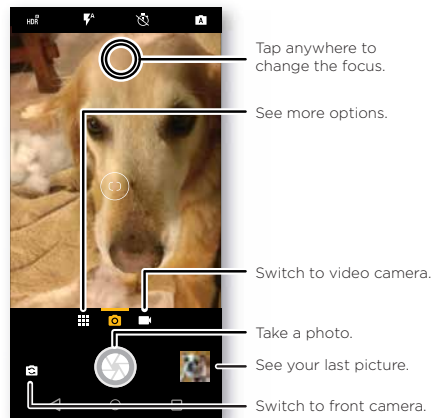 HDR
A
A
Tap anywhere to
change the focus.
See more options.
Switch to video camera.
Take a photo.
See your last picture.
Switch to front camera.